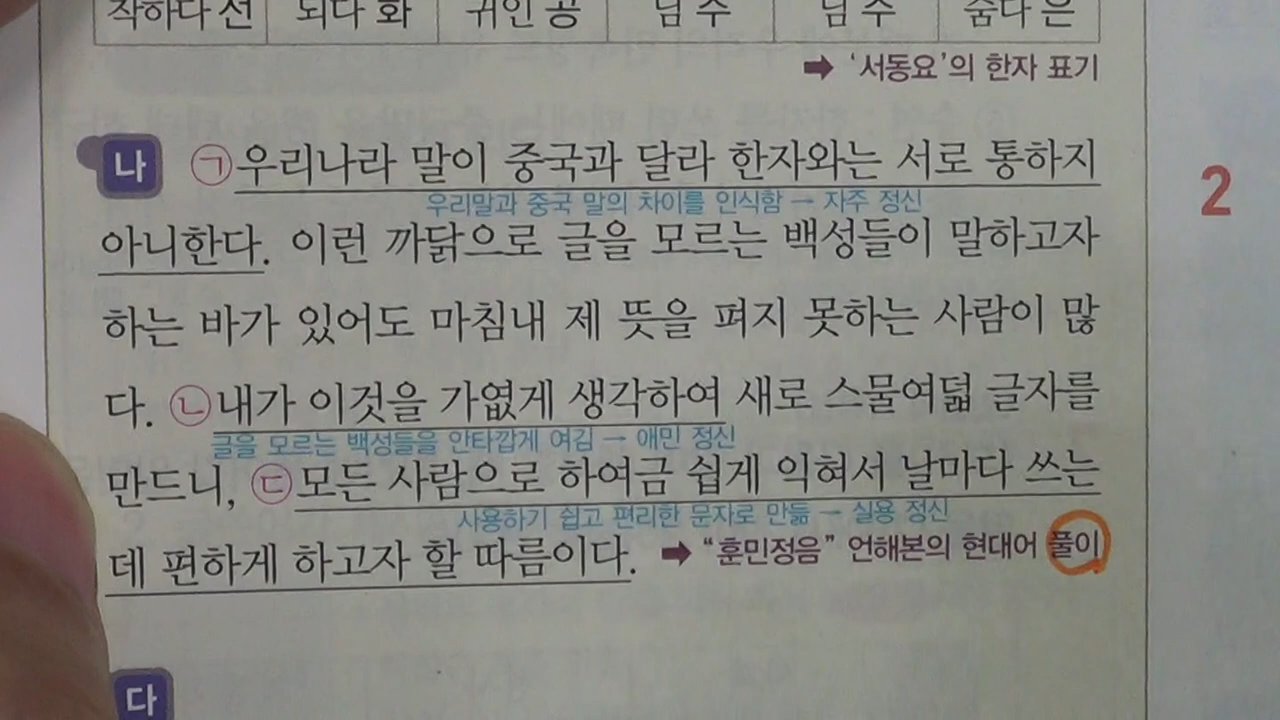 착하다 선 되다 화 귀인 공 님 주 님 주 숨다 은
➡ '서동요'의 한자 표기
나 ㉠우리나라 말이 중국과 달라 한자와는 서로 통하지
우리말과 중국 말의 차이를 인식함 → 자주 정신
2
아니한다. 이런 까닭으로 글을 모르는 백성들이 말하고자
하는 바가 있어도 마침내 제 뜻을 펴지 못하는 사람이 많
다. ㉡내가 이것을 가엾게 생각하여 새로 스물여덟 글자를
글을 모르는 백성들을 안타깝게 여김 → 애민 정신
만드니, ㉢모든 사람으로 하여금 쉽게 익혀서 날마다 쓰는
사용하기 쉽고 편리한 문자로 만듦 → 실용 정신
데 편하게 하고자 할 따름이다. ➡ "훈민정음" 언해본의 현대어 풀이
다